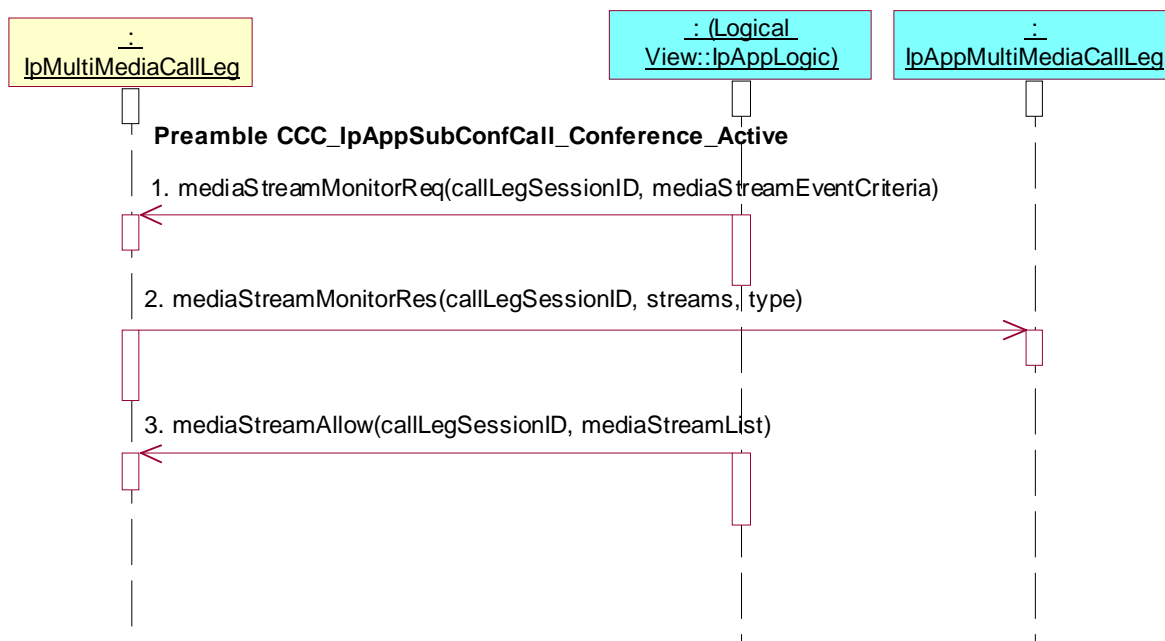 :
IpMultiMediaCallLeg
: (Logical
View::IpAppLogic)
:
IpAppMultiMediaCallLeg
Preamble CCC_IpAppSubConfCall_Conference_Active
1. mediaStreamMonitorReq(callLegSessionID, mediaStreamEventCriteria)
2. mediaStreamMonitorRes(callLegSessionID, streams, type)
3. mediaStreamAllow(callLegSessionID, mediaStreamList)